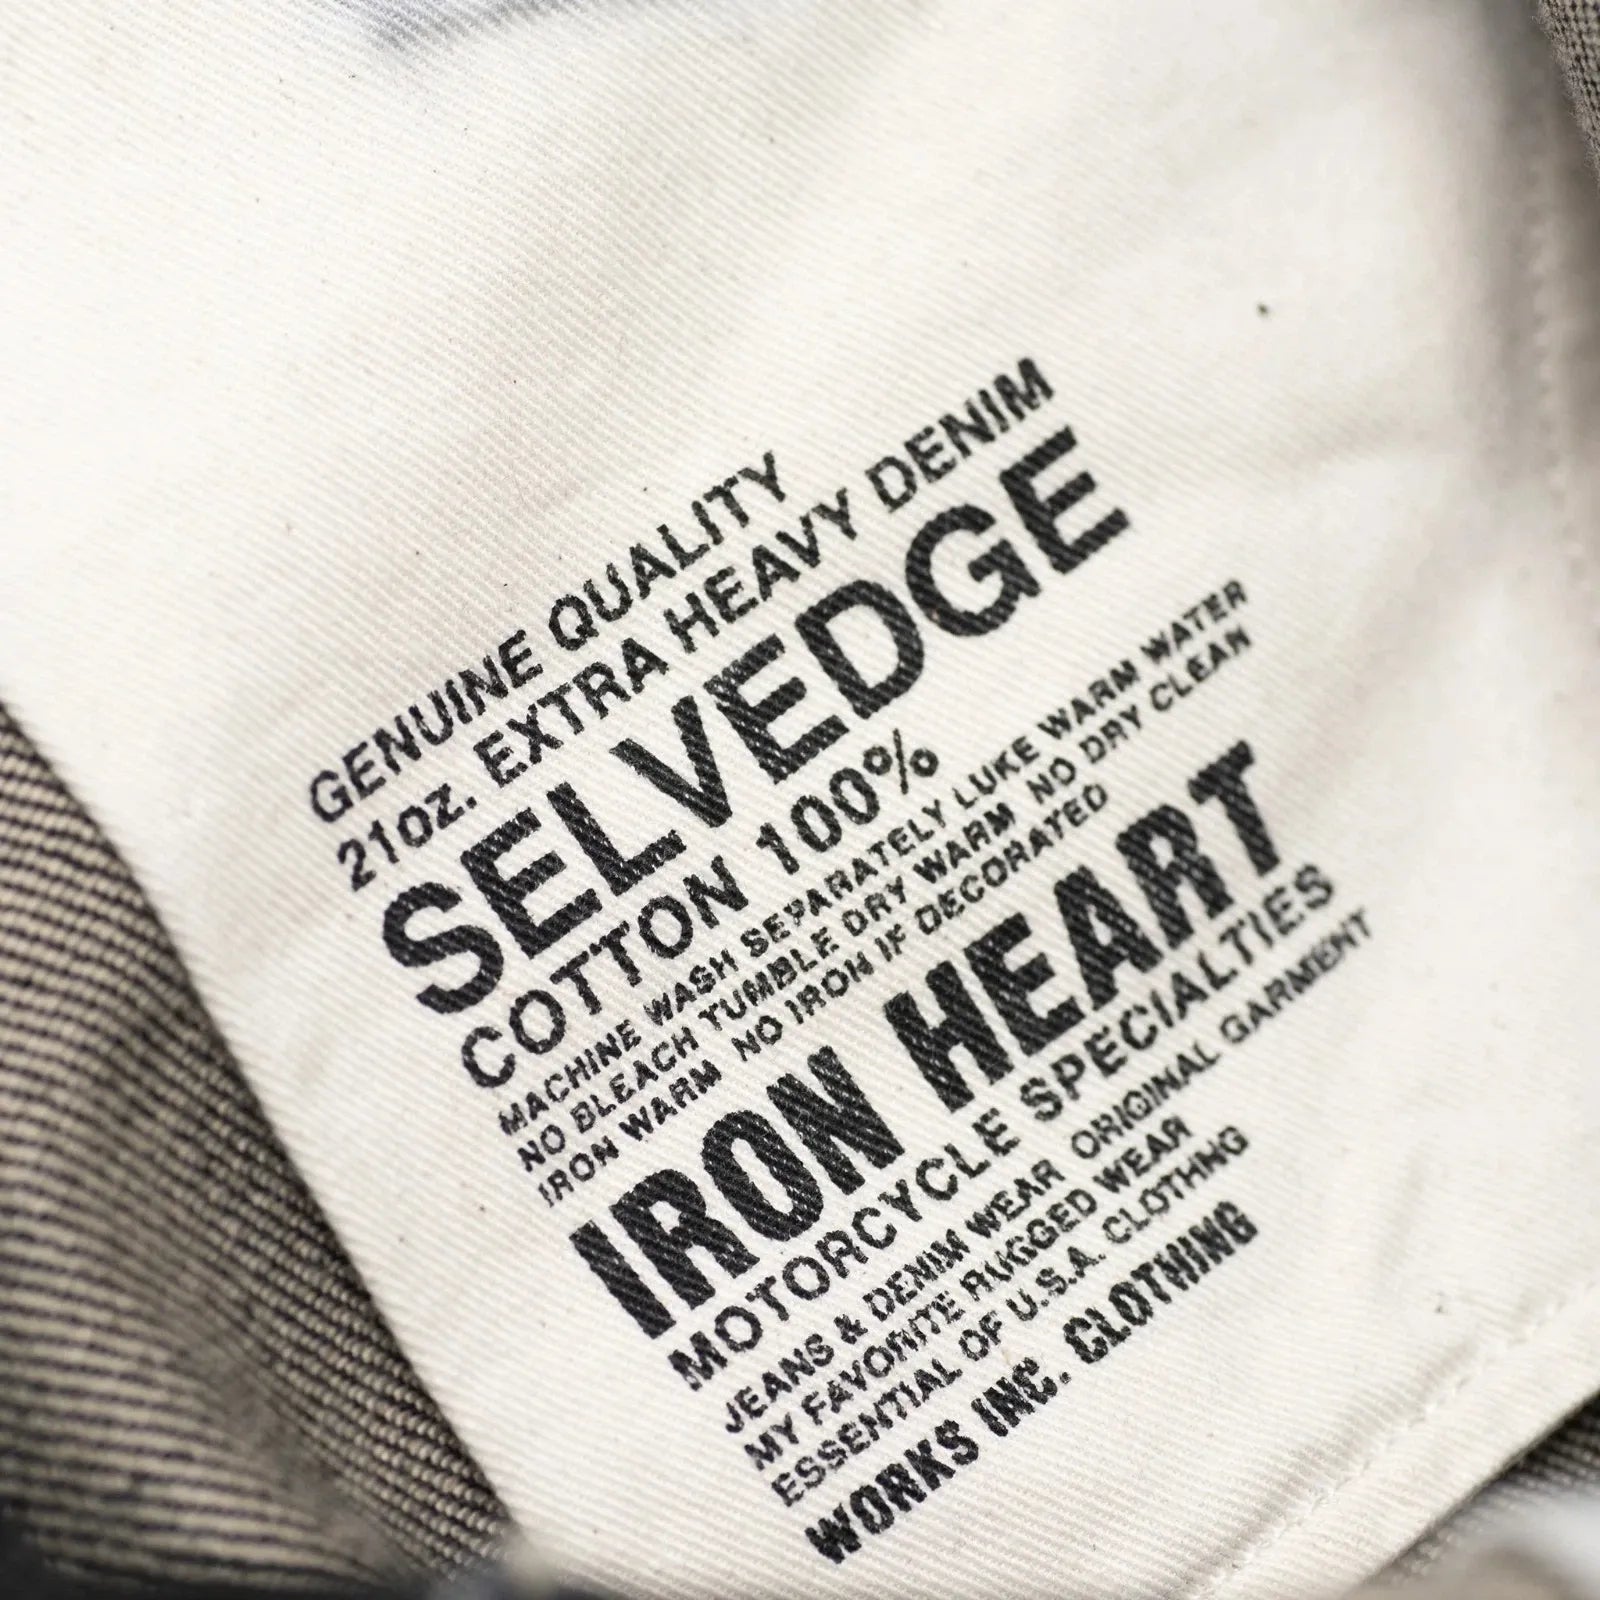 GENUINE QUALITY
21oz. EXTRA HEAVY DENIM
SELVEDGE
COTTON 100%
MACHINE WASH SEPARATELY LUKE WARM WATER
NO BLEACH TUMBLE DRY WARM NO DRY CLEAN
IRON WARM NO IRON IF DECORATED
IRON HEART
MOTORCYCLE SPECIALTIES
JEANS & DENIM WEAR ORIGINAL GARMENT
MY FAVORITE RUGGED WEAR
ESSENTIAL OF U.S.A. CLOTHING
WORKS INC. CLOTHING